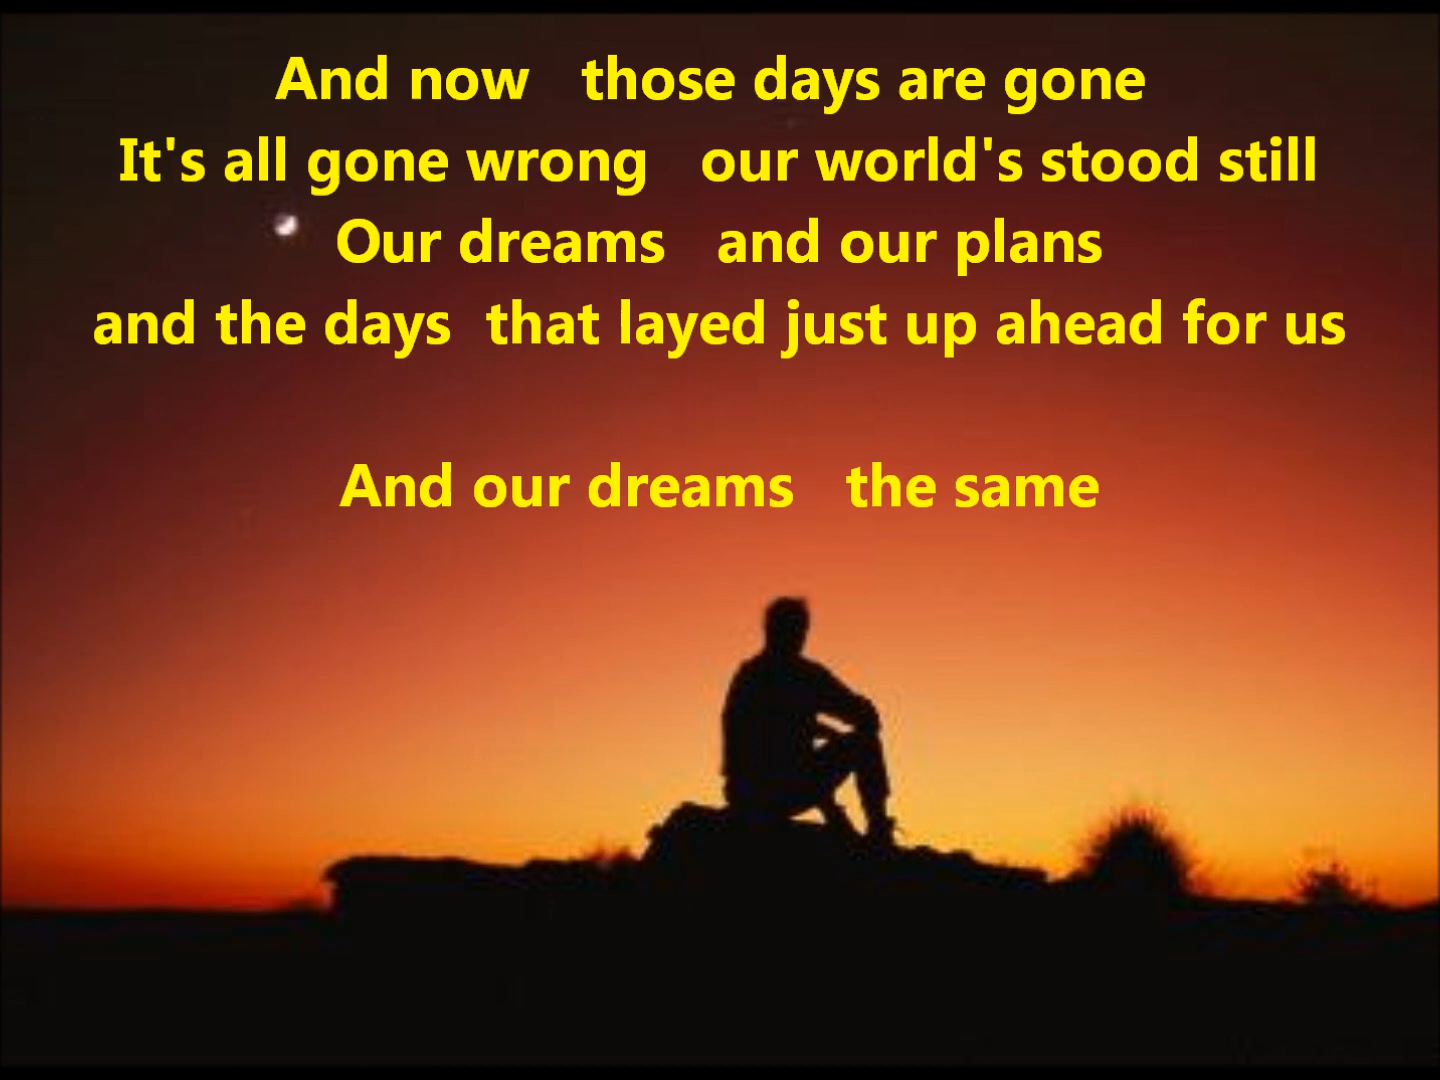 And now   those days are gone
It's all gone wrong   our world's stood still
Our dreams   and our plans
and the days  that layed just up ahead for us
And our dreams   the same